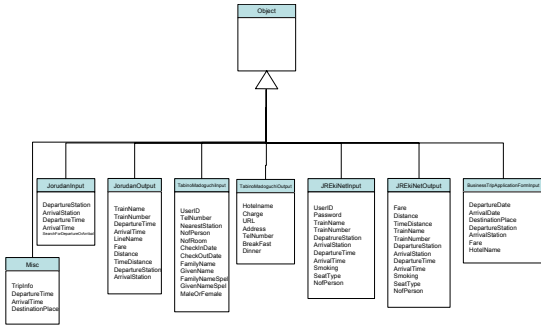 Object
JorudanInput
DepartureStation
ArrivalStation
DepartureTime
ArrivalTime
SearchForDepartureOrArrival
JorudanOutput
TrainName
TrainNumber
DepartureTime
ArrivalTime
LineName
Fare
Distance
TimeDistance
DepartureStation
ArrivalStation
TabinoMadoguchiInput
UserID
TelNumber
NearestStation
NofPerson
NofRoom
CheckInDate
CheckOutDate
FamilyName
GivenName
FamilyNameSpel
GivenNameSpel
MaleOrFemale
TabinoMadoguchiOutput
Hotelname
Charge
URL
Address
TelNumber
BreakFast
Dinner
JREkiNetInput
UserID
Password
TrainName
TrainNumber
DepatrureStation
ArrivalStation
DepartureTime
ArrivalTime
Smoking
SeatType
NofPerson
JREkiNetOutput
Fare
Distance
TimeDistance
TrainName
TrainNumber
DepartureStation
ArrivalStation
DepartureTime
ArrivalTime
Smoking
SeatType
NofPerson
BusinessTripApplicationFormInput
DepartureDate
ArrivalDate
DestinationPlace
DepartureStation
ArrivalStation
Fare
HotelName
Misc
TripInfo
DepartureTime
ArrivalTime
DestinationPlace